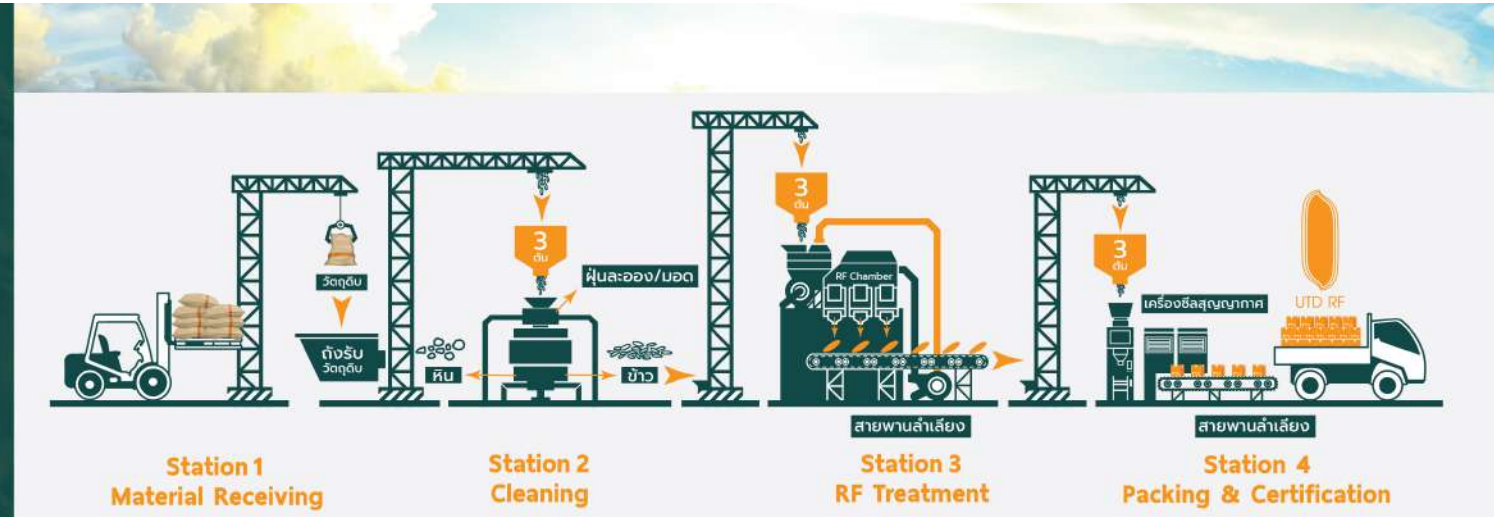 วัตถุดิบ
ถังรับ
วัตถุดิบ
Station 1
Material Receiving
3
ตัน
ฝุ่นละออง/มอด
หิน
ข้าว
Station 2
Cleaning
3
ตัน
RF Chamber
สายพานลำเลียง
Station 3
RF Treatment
3
ตัน
เครื่องซีลสุญญากาศ
UTD RF
สายพานลำเลียง
Station 4
Packing & Certification